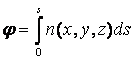 φ = ∫₀ˢ n(x, y, z)ds